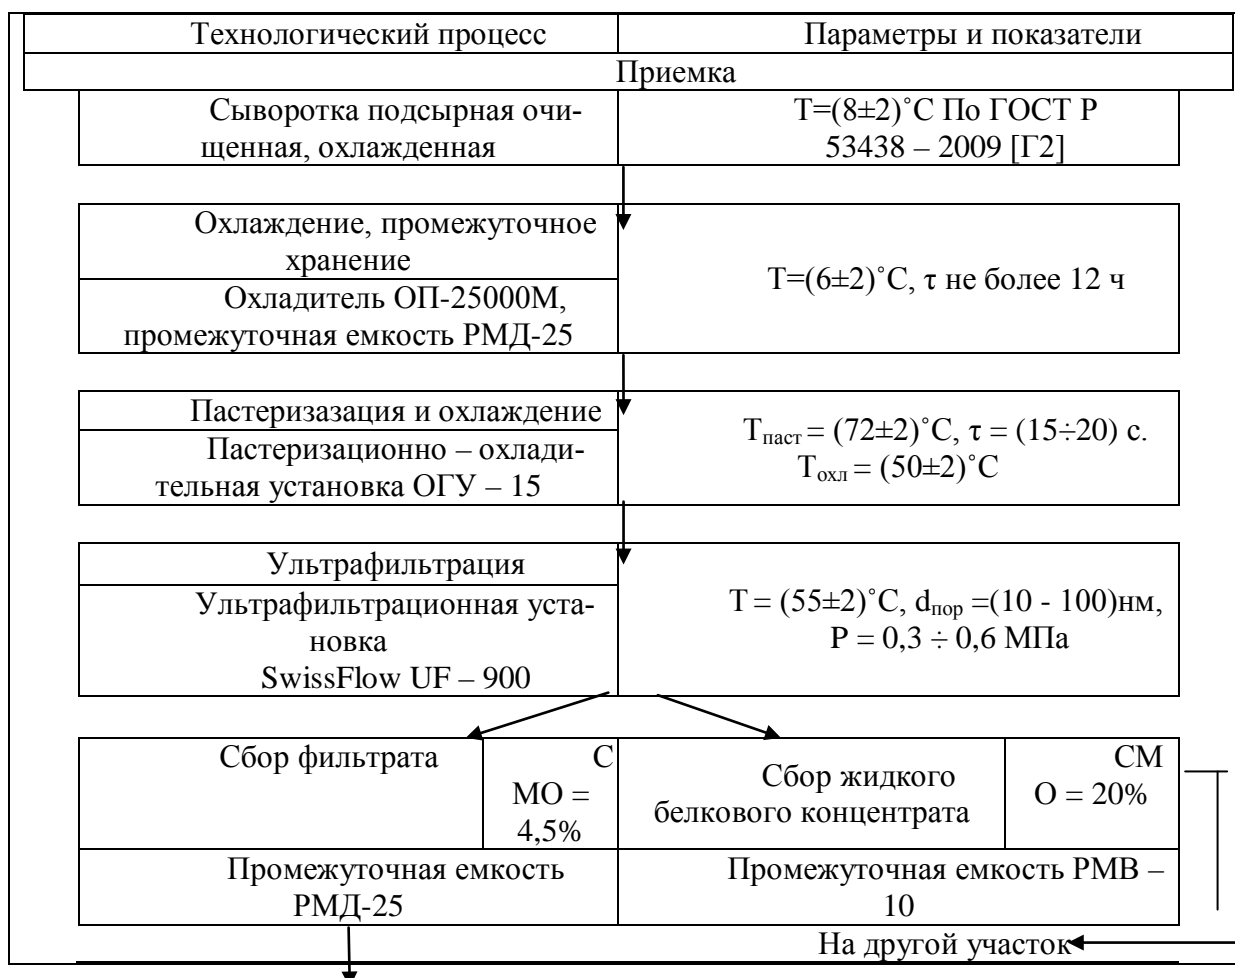 Технологический процесс
Параметры и показатели
Приемка
Сыворотка подсырная очи-
щенная, охлажденная
T=(8±2)˚С По ГОСТ Р
53438 – 2009 [Г2]
Охлаждение, промежуточное
хранение
Охладитель ОП-25000М,
промежуточная емкость РМД-25
T=(6±2)˚С, τ не более 12 ч
Пастеризазация и охлаждение
Пастеризационно – охлади-
тельная установка ОГУ – 15
Tпаст = (72±2)˚С, τ = (15÷20) с.
Tохл = (50±2)˚С
Ультрафильтрация
Ультрафильтрационная уста-
новка
SwissFlow UF – 900
T = (55±2)˚С, dпор =(10 - 100)нм,
P = 0,3 ÷ 0,6 МПа
Сбор фильтрата
С
МО =
4,5%
Сбор жидкого
белкового концентрата
СМ
О = 20%
Промежуточная емкость
РМД-25
Промежуточная емкость РМВ –
10
На другой участок